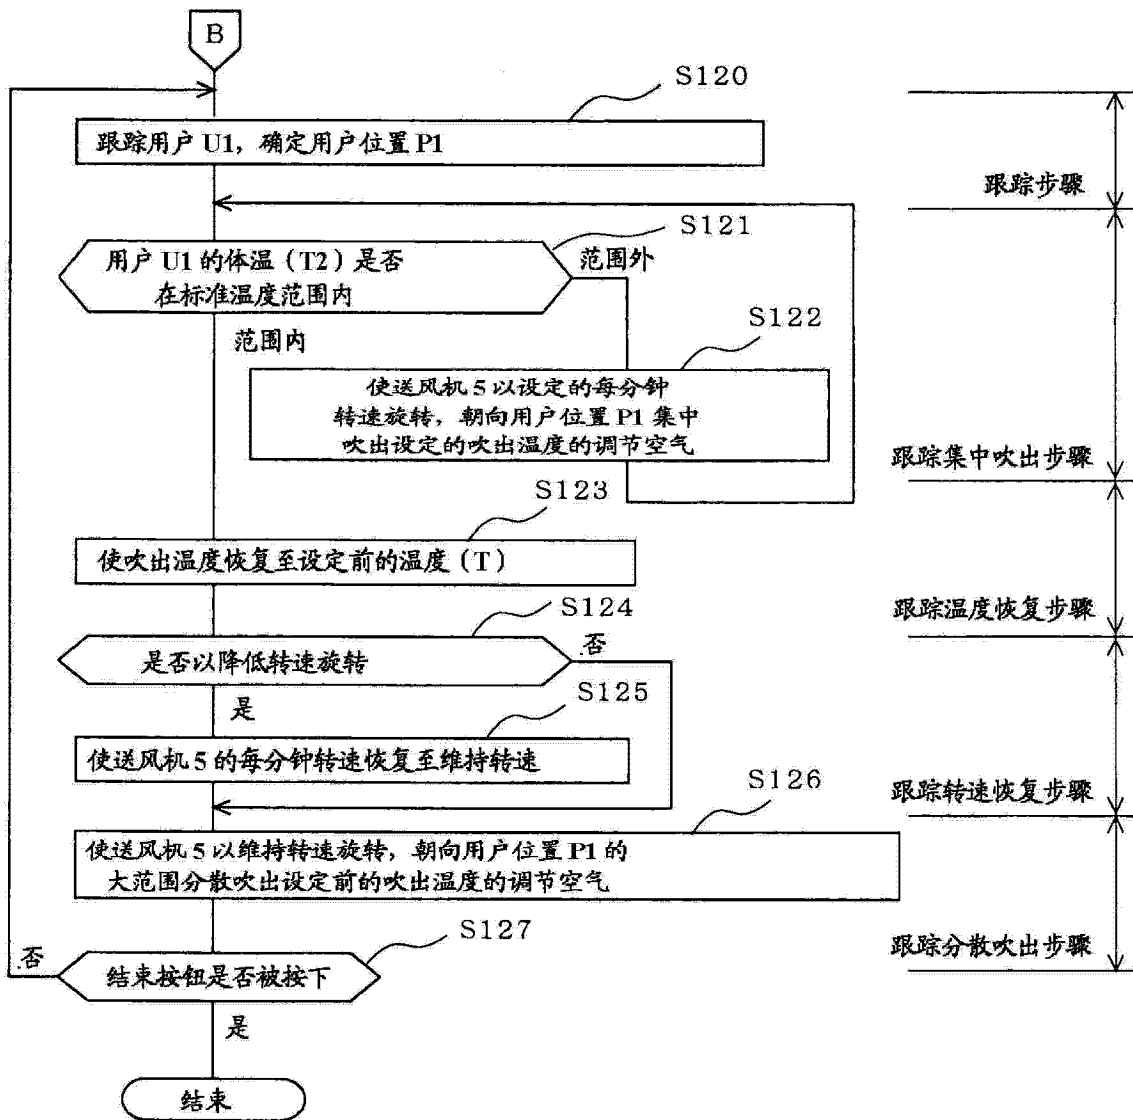 B
S120
跟踪用户 U1，确定用户位置 P1
跟踪步骤
S121
用户 U1 的体温（T2）是否
在标准温度范围内
范围外
范围内
S122
使送风机 5 以设定的每分钟
转速旋转，朝向用户位置 P1 集中
吹出设定的吹出温度的调节空气
跟踪集中吹出步骤
S123
使吹出温度恢复至设定前的温度（T）
跟踪温度恢复步骤
S124
是否以降低转速旋转
否
是
S125
使送风机 5 的每分钟转速恢复至维持转速
跟踪转速恢复步骤
S126
使送风机 5 以维持转速旋转，朝向用户位置 P1 的
大范围分散吹出设定前的吹出温度的调节空气
跟踪分散吹出步骤
S127
否
结束按钮是否被按下
是
结束